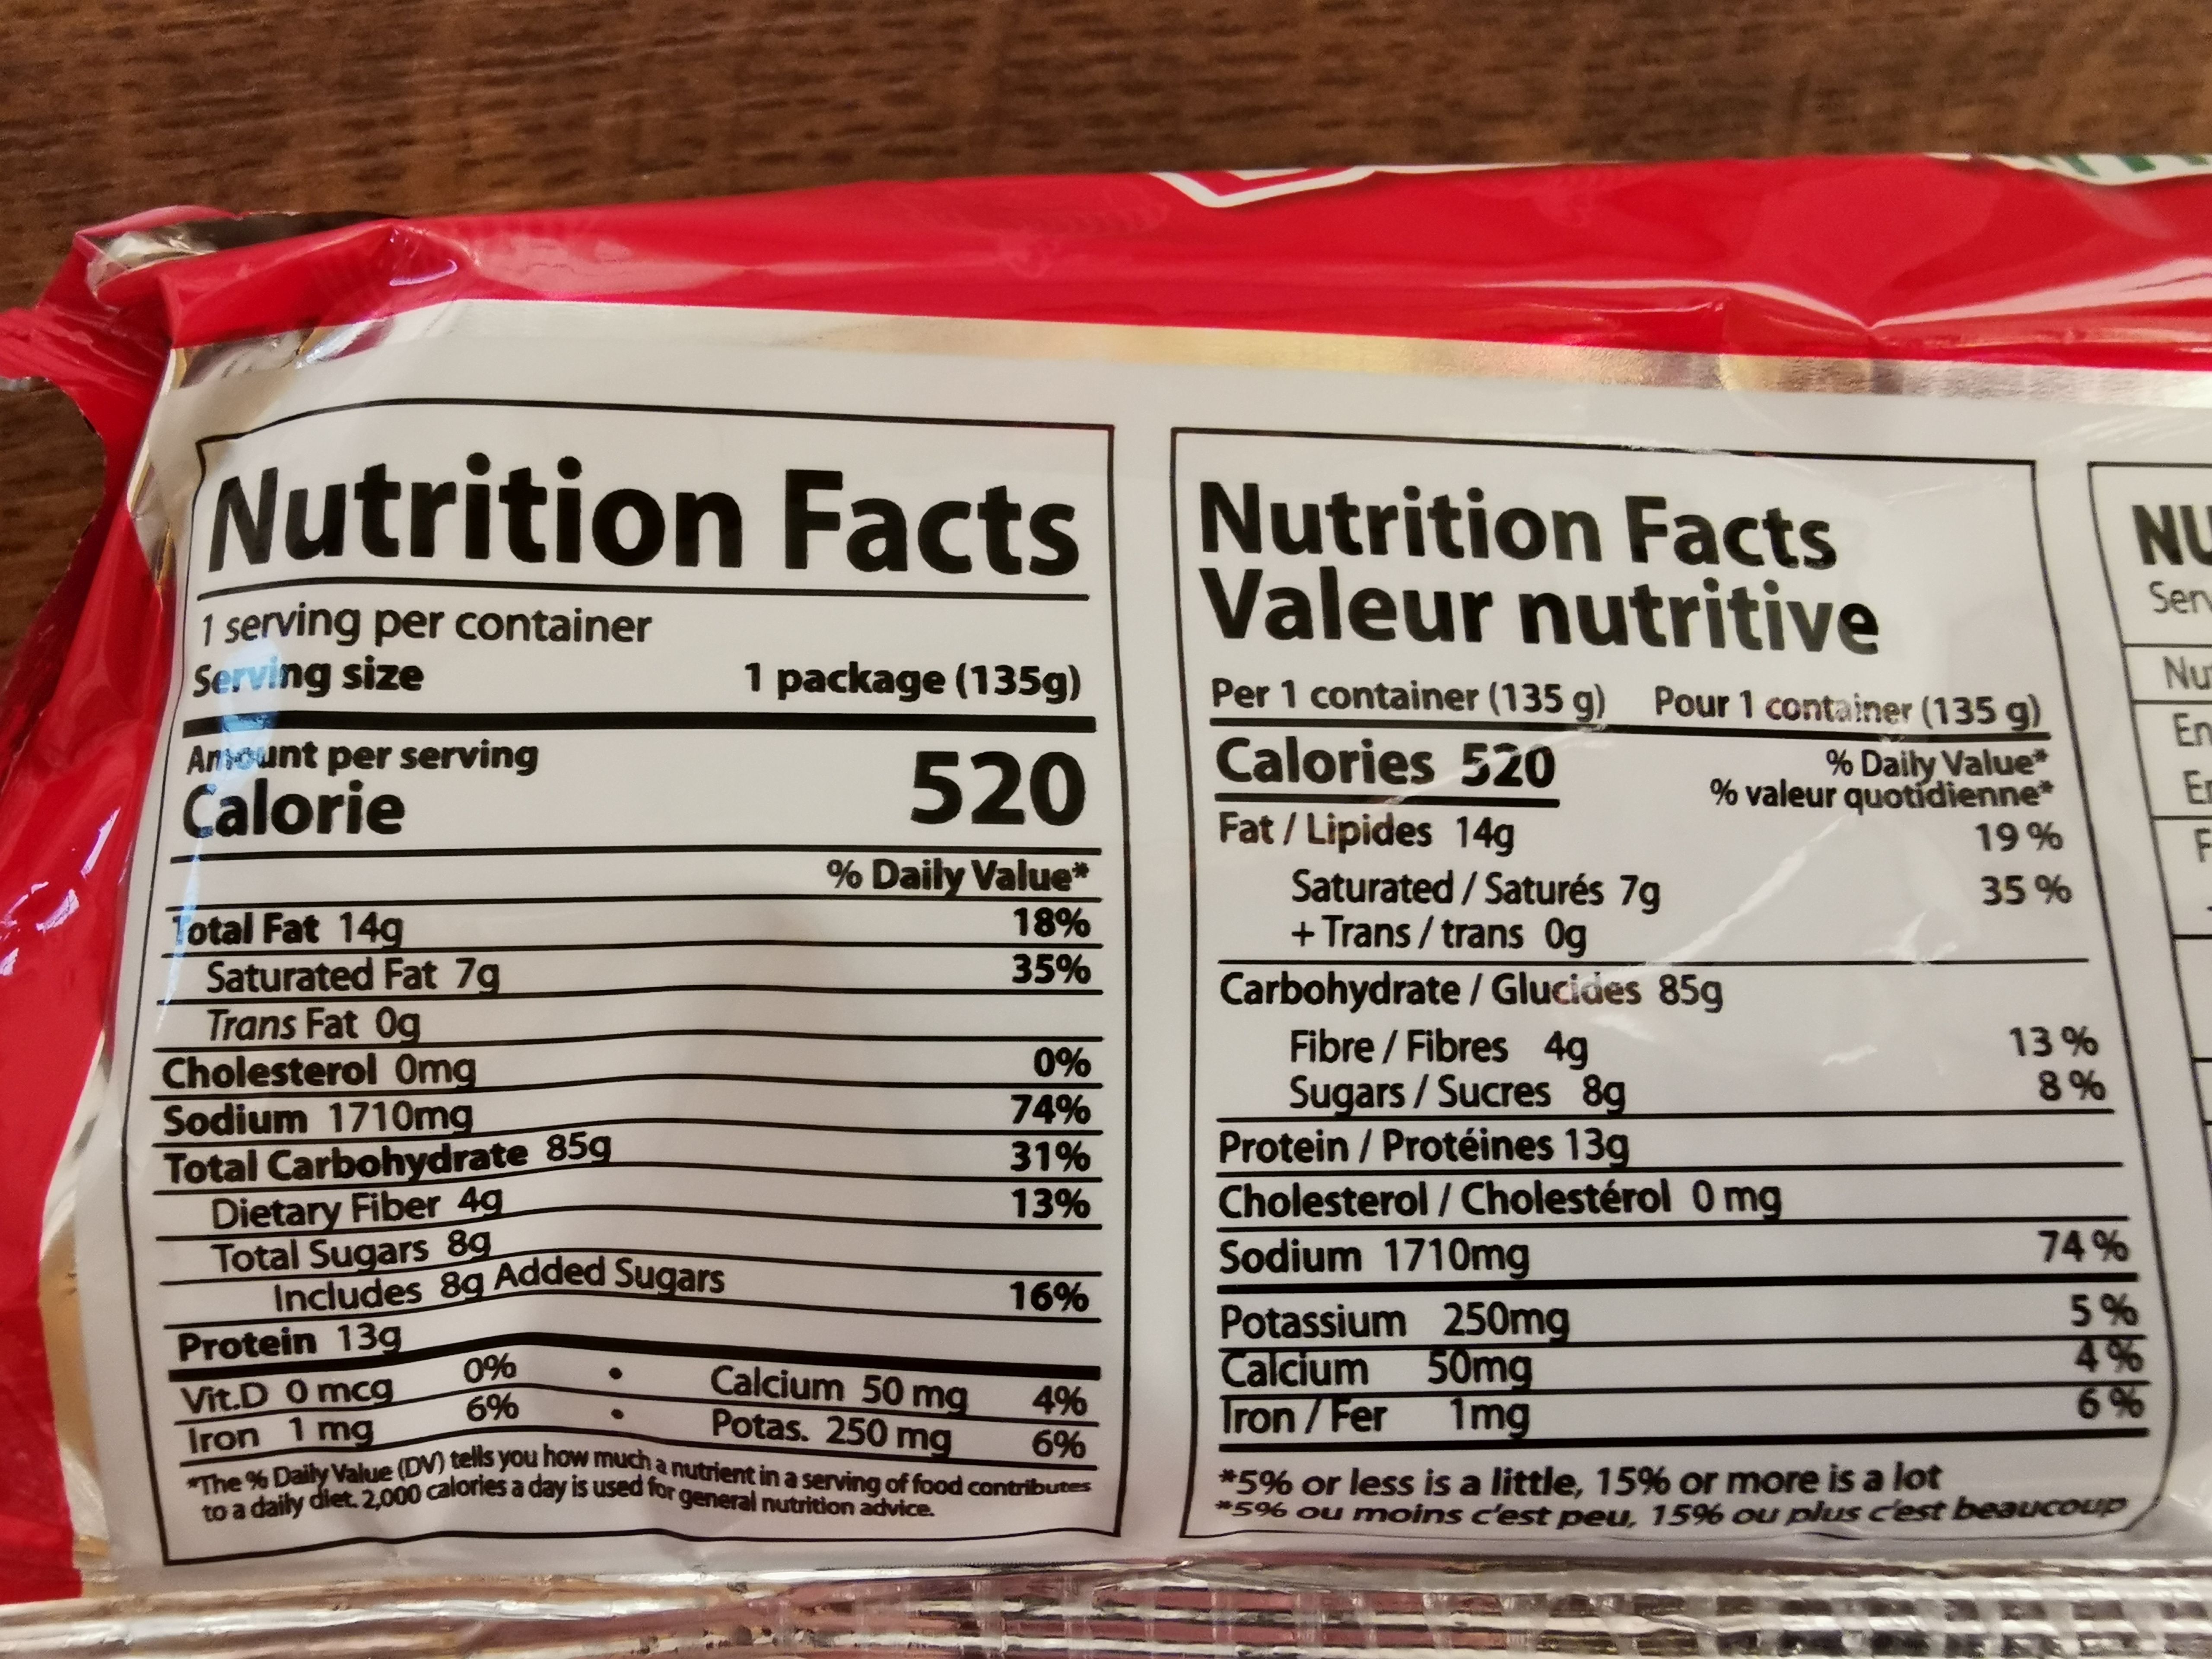 Nutrition Facts
1 serving per container
Serving size 1 package (135g)
Amount per serving
Calorie 520
% Daily Value*
Total Fat 14g 18%
Saturated Fat 7g 35%
Trans Fat 0g
Cholesterol 0mg 0%
Sodium 1710mg 74%
Total Carbohydrate 85g 31%
Dietary Fiber 4g 13%
Total Sugars 8g
Includes 8g Added Sugars 16%
Protein 13g
Vit.D 0 mcg 0% • Calcium 50 mg 4%
Iron 1 mg 6% • Potas. 250 mg 6%
*The % Daily Value (DV) tells you how much a nutrient in a serving of food contributes
to a daily diet. 2,000 calories a day is used for general nutrition advice.
Nutrition Facts
Valeur nutritive
Per 1 container (135 g) Pour 1 container (135 g)
Calories 520 % Daily Value*
% valeur quotidienne*
Fat / Lipides 14g 19 %
Saturated / Saturés 7g 35 %
+ Trans / trans 0g
Carbohydrate / Glucides 85g
Fibre / Fibres 4g 13 %
Sugars / Sucres 8g 8 %
Protein / Protéines 13g
Cholesterol / Cholestérol 0 mg
Sodium 1710mg 74 %
Potassium 250mg 5 %
Calcium 50mg 4 %
Iron / Fer 1mg 6 %
*5% or less is a little, 15% or more is a lot
*5% ou moins c'est peu, 15% ou plus c'est beaucoup